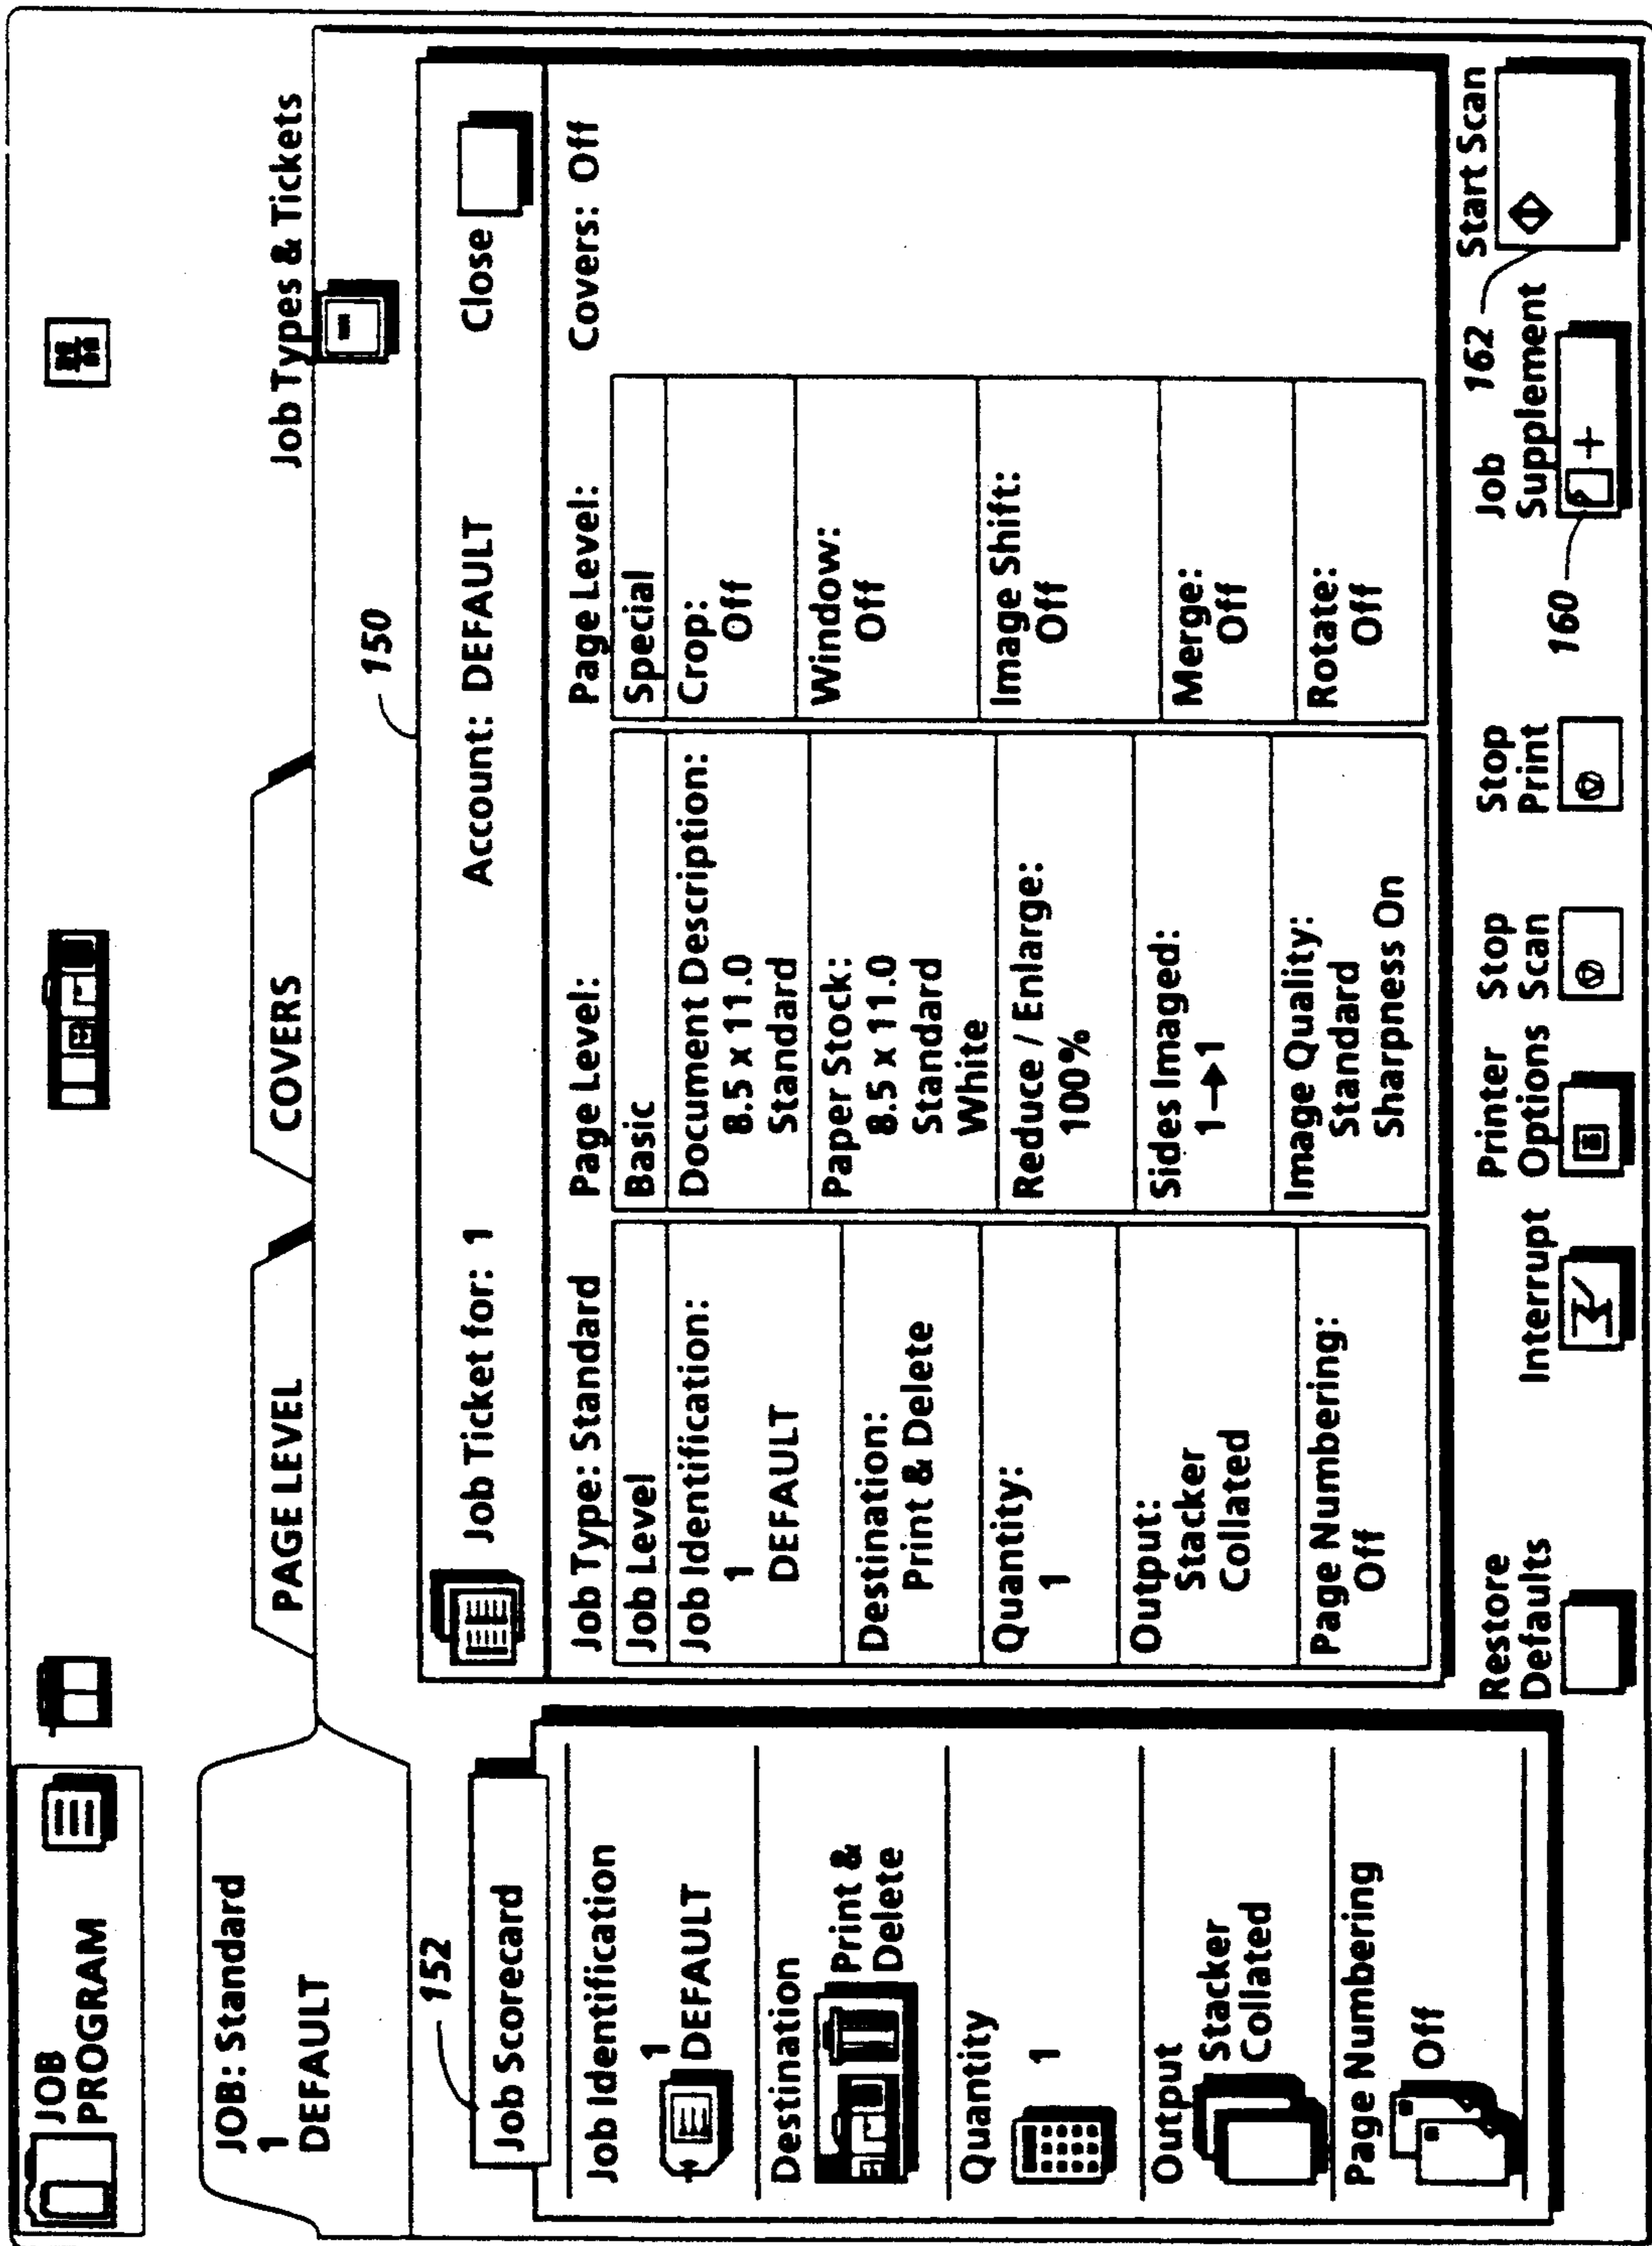 JOB
PROGRAM
JOB: Standard
1
DEFAULT
PAGE LEVEL
COVERS
Job Types & Tickets
152
Job Scorecard
Job Identification
1
DEFAULT
Destination
Print &
Delete
Quantity
1
Output
Stacker
Collated
Page Numbering
Off
150
Job Ticket for: 1
Account: DEFAULT
Close
Job Type: Standard
Job Level
Job Identification:
1
DEFAULT
Destination:
Print & Delete
Quantity:
1
Output:
Stacker
Collated
Page Numbering:
Off
Page Level:
Basic
Document Description:
8.5 x 11.0
Standard
Paper Stock:
8.5 x 11.0
Standard
White
Reduce / Enlarge:
100%
Sides Imaged:
1→1
Image Quality:
Standard
Sharpness On
Page Level:
Special
Crop:
Off
Window:
Off
Image Shift:
Off
Merge:
Off
Rotate:
Off
Covers: Off
Restore
Defaults
Interrupt
Printer
Options
Stop
Scan
Stop
Print
160
Job
Supplement
+
162
Start Scan